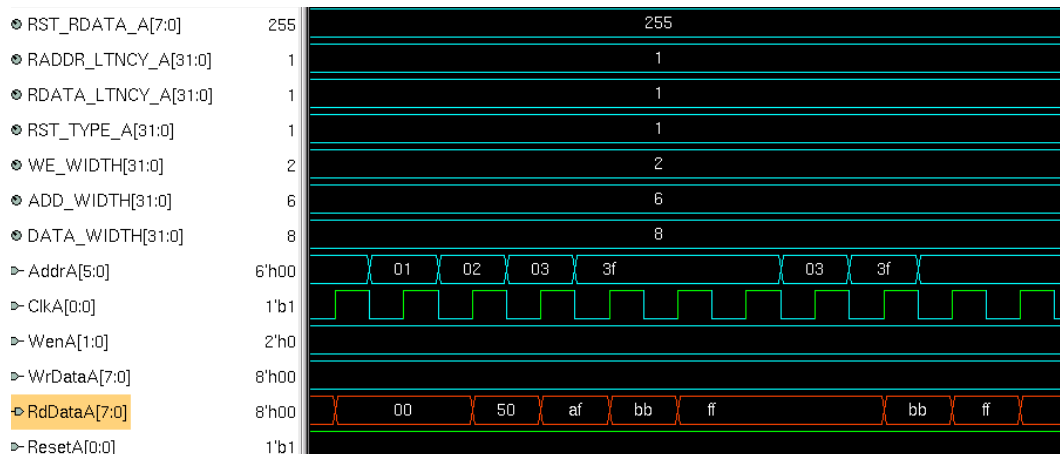 RST_RDATA_A[7:0] 255 255
RADDR_LTNCY_A[31:0] 1 1
RDATA_LTNCY_A[31:0] 1 1
RST_TYPE_A[31:0] 1 1
WE_WIDTH[31:0] 2 2
ADD_WIDTH[31:0] 6 6
DATA_WIDTH[31:0] 8 8
AddrA[5:0] 6'h00 01 02 03 3f 03 3f
ClkA[0:0] 1'b1
WenA[1:0] 2'h0
WrDataA[7:0] 8'h00
RdDataA[7:0] 8'h00 00 50 af bb ff bb ff
ResetA[0:0] 1'b1